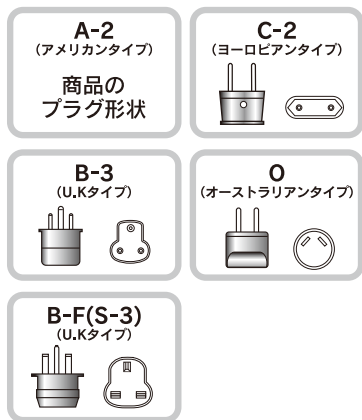 A-2
(アメリカンタイプ)
商品の
プラグ形状
C-2
(ヨーロピアンタイプ)
B-3
(U.Kタイプ)
O
(オーストラリアンタイプ)
B-F(S-3)
(U.Kタイプ)